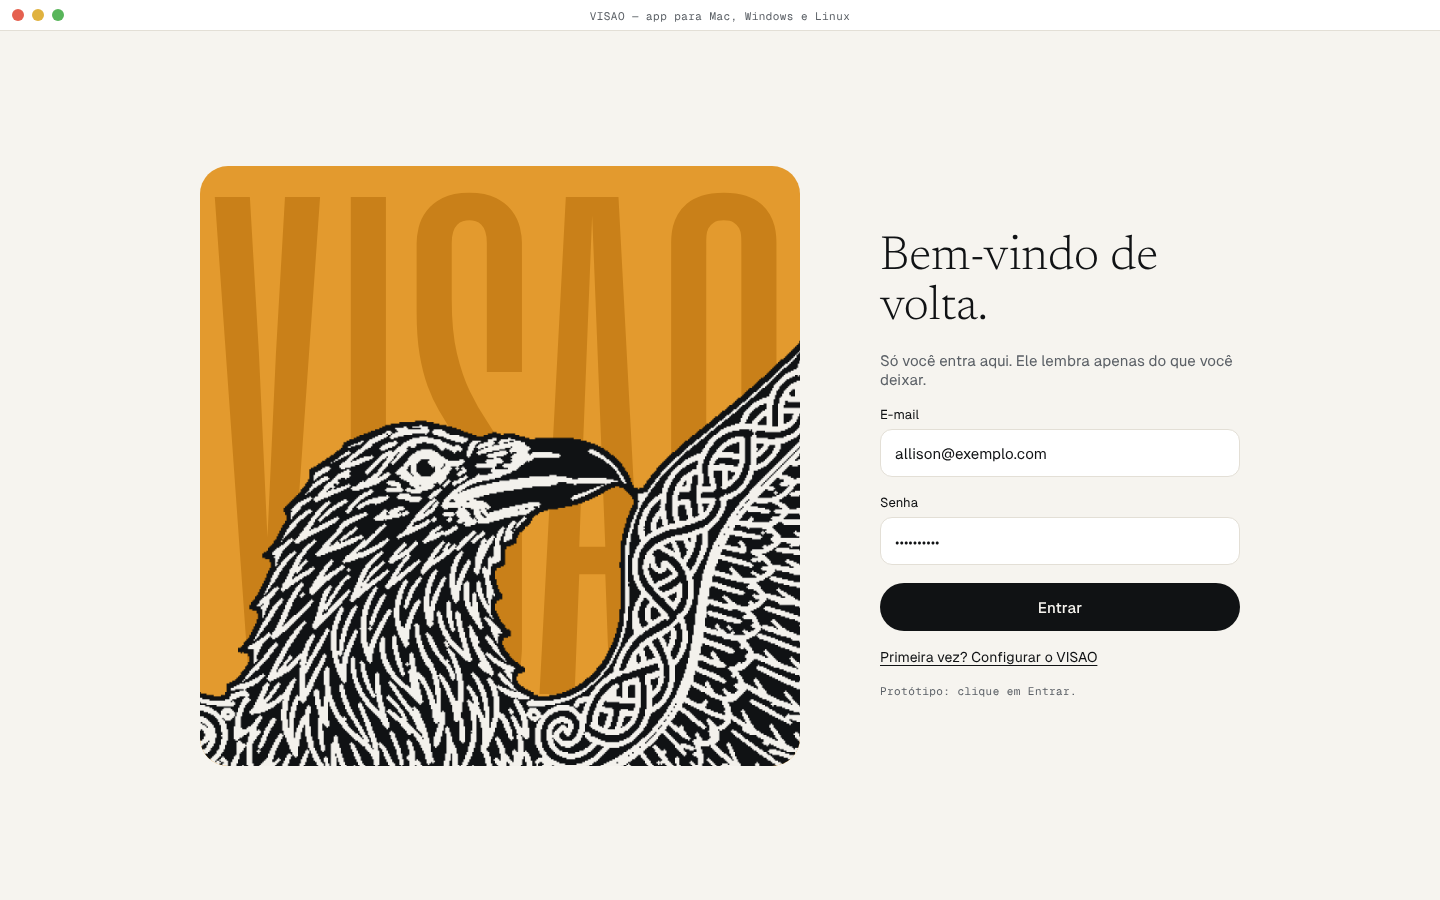 VISAO — app para Mac, Windows e Linux
VISAO
Bem-vindo de
volta.
Só você entra aqui. Ele lembra apenas do que você
deixar.
E-mail
allison@exemplo.com
Senha
••••••••••
Entrar
Primeira vez? Configurar o VISAO
Protótipo: clique em Entrar.